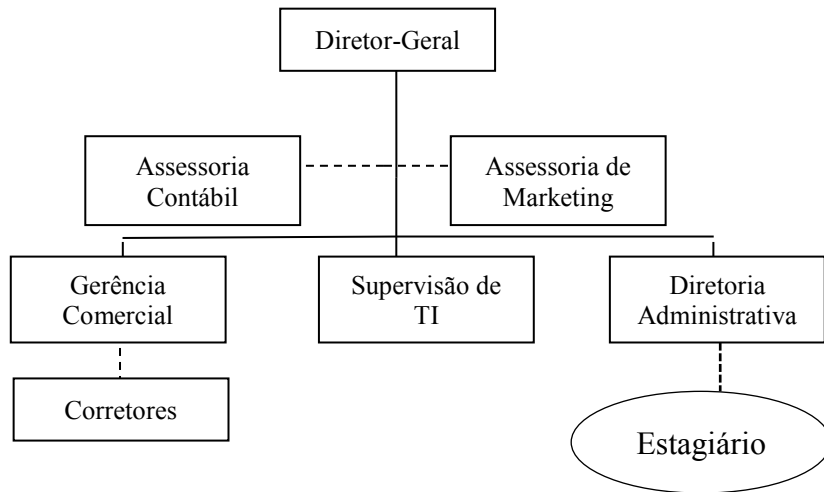 Diretor-Geral
Assessoria
Contábil
Assessoria de
Marketing
Gerência
Comercial
Supervisão de
TI
Diretoria
Administrativa
Corretores
Estagiário